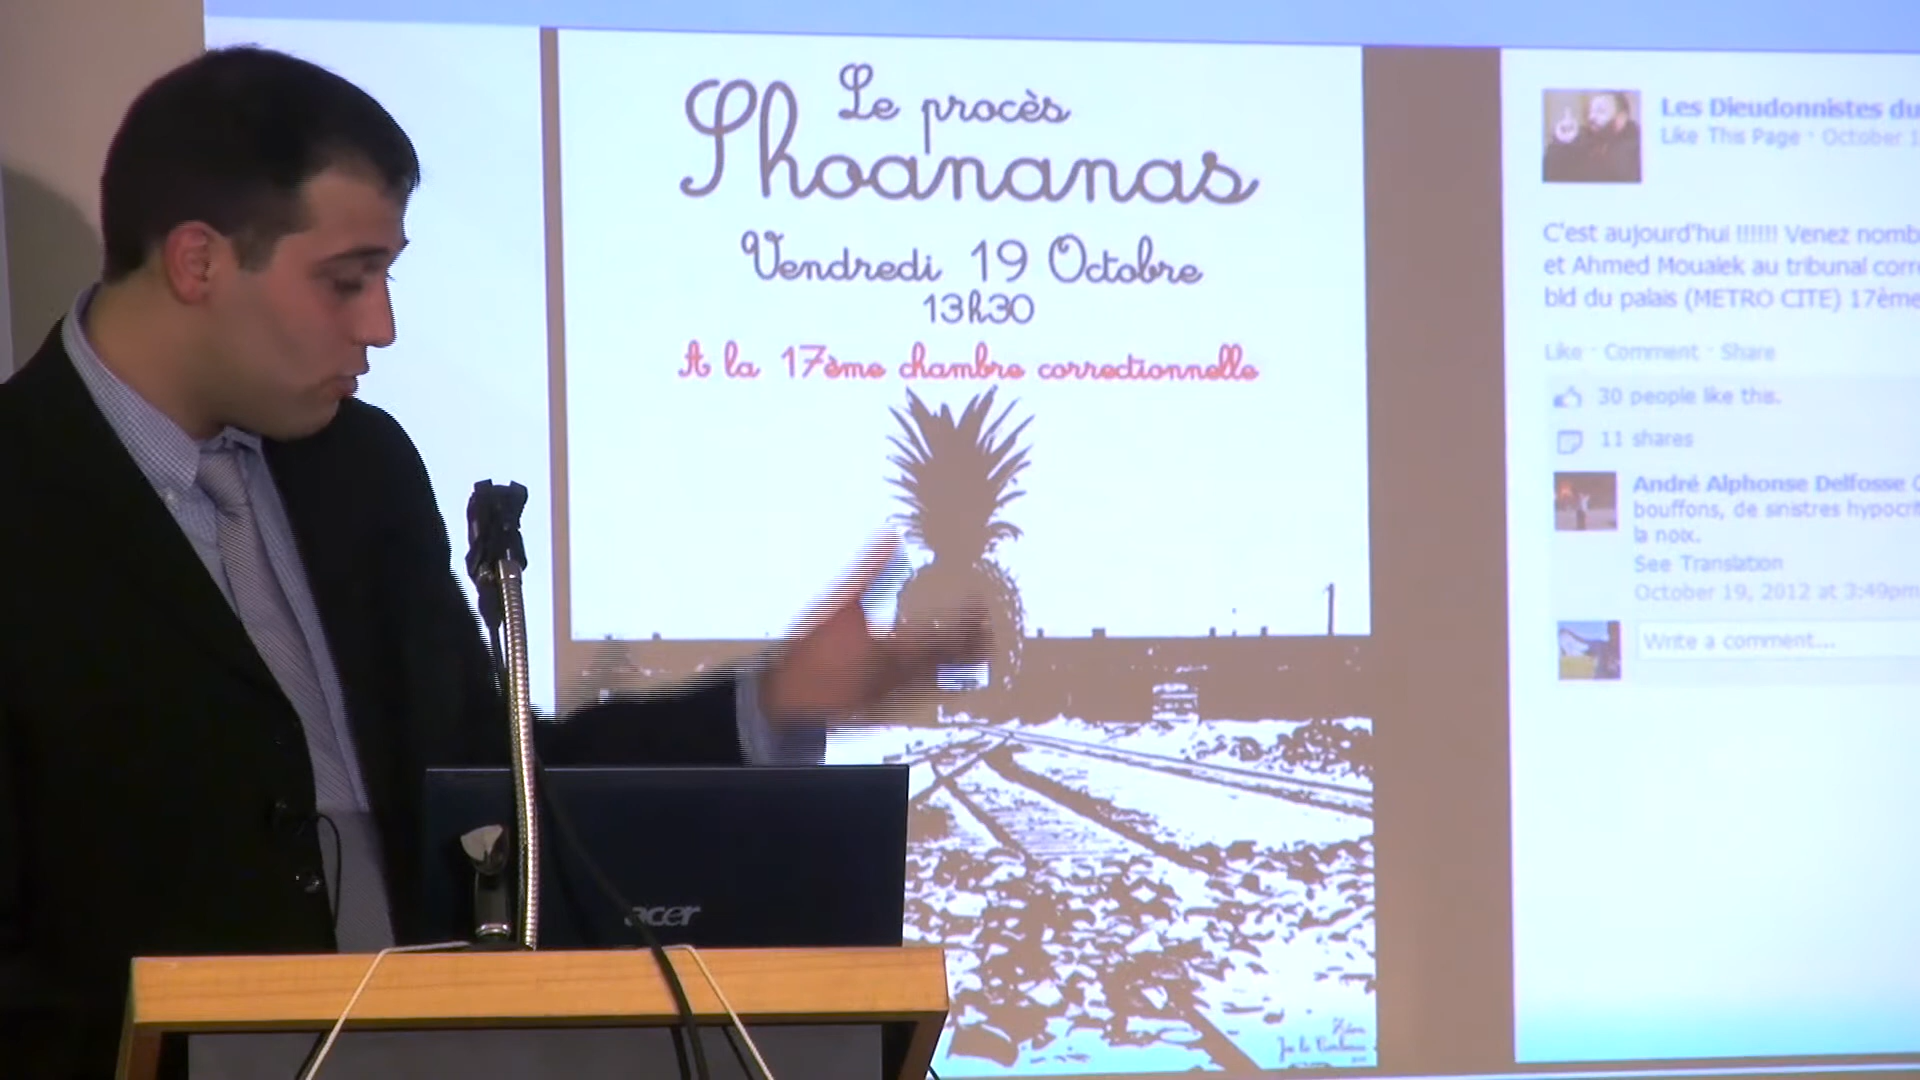 Le procès
Shoananas
Vendredi 19 Octobre
13h30
A la 17ème chambre correctionnelle
Les Dieudonnistes du
Like This Page · October 1
C'est aujourd'hui !!!!!! Venez nomb
et Ahmed Moualek au tribunal corre
bld du palais (METRO CITE) 17ème
Like · Comment · Share
30 people like this.
11 shares
André Alphonse Delfosse
bouffons, de sinistres hypocrit
la noix.
See Translation
October 19, 2012 at 3:49pm
Write a comment...
acer